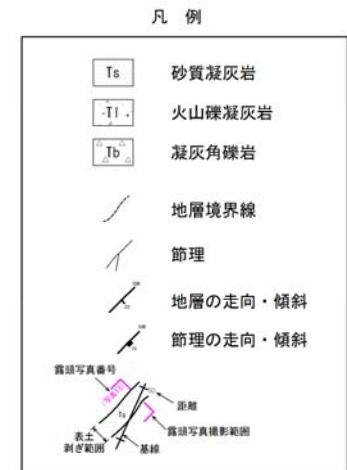 凡 例
Ts 砂質凝灰岩
Tl 火山礫凝灰岩
Tb 凝灰角礫岩
地層境界線
節理
地層の走向・傾斜
節理の走向・傾斜
露頭写真番号
距離
Ts
露頭写真撮影範囲
表土
剥ぎ範囲
基線